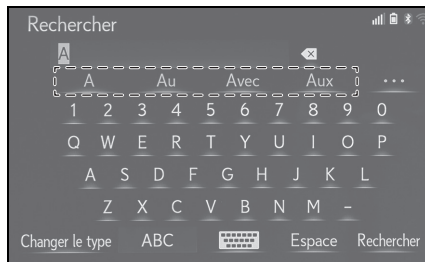 Rechercher
A
A Au Avec Aux ...
1 2 3 4 5 6 7 8 9 0
Q W E R T Y U I O P
A S D F G H J K L
Z X C V B N M -
Changer le type ABC Espace Rechercher